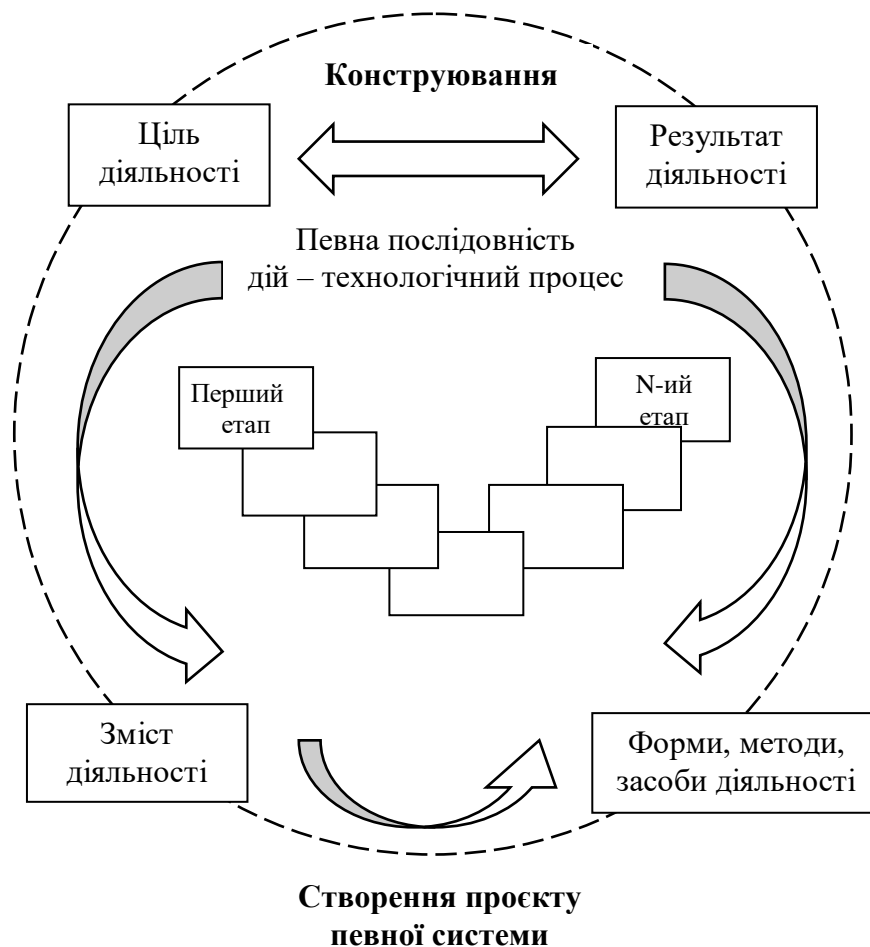 Конструювання
Ціль
діяльності
Результат
діяльності
Певна послідовність
дій – технологічний процес
Перший
етап
N-ий
етап
Зміст
діяльності
Форми, методи,
засоби діяльності
Створення проєкту
певної системи